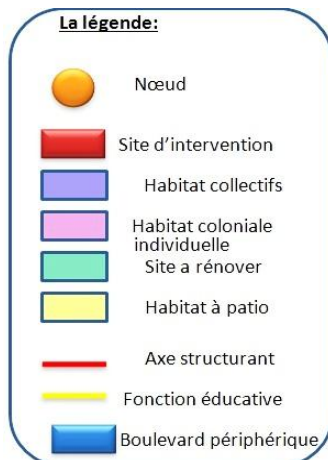 La légende:
Nœud
Site d'intervention
Habitat collectifs
Habitat coloniale
individuelle
Site a rénover
Habitat à patio
Axe structurant
Fonction éducative
Boulevard périphérique